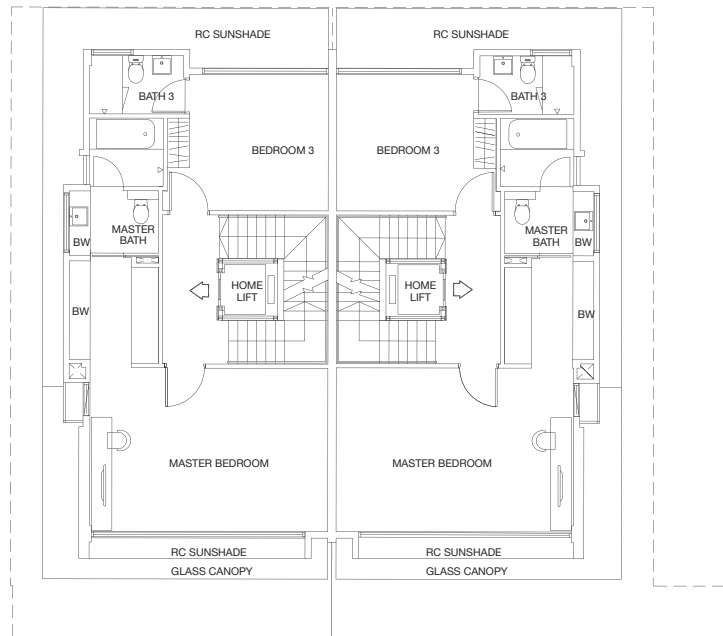 RC SUNSHADE
RC SUNSHADE
BATH 3
BATH 3
BEDROOM 3
BEDROOM 3
MASTER
BATH
MASTER
BATH
BW
BW
HOME
LIFT
HOME
LIFT
BW
BW
MASTER BEDROOM
MASTER BEDROOM
RC SUNSHADE
RC SUNSHADE
GLASS CANOPY
GLASS CANOPY